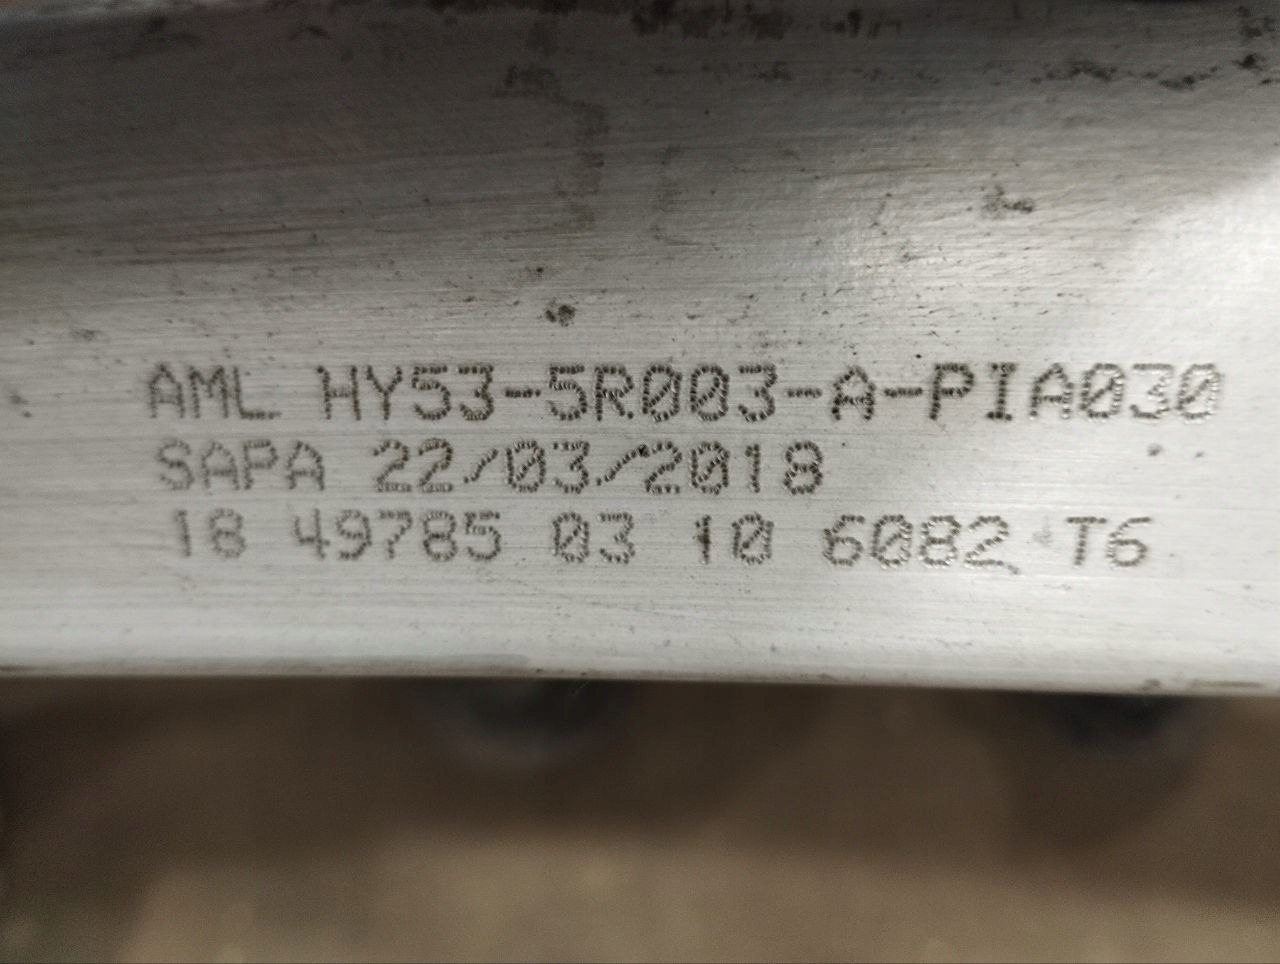 AML HY53-5R003-A-PIA030
SAPA 22/03/2018
18 49785 03 10 6082 T6